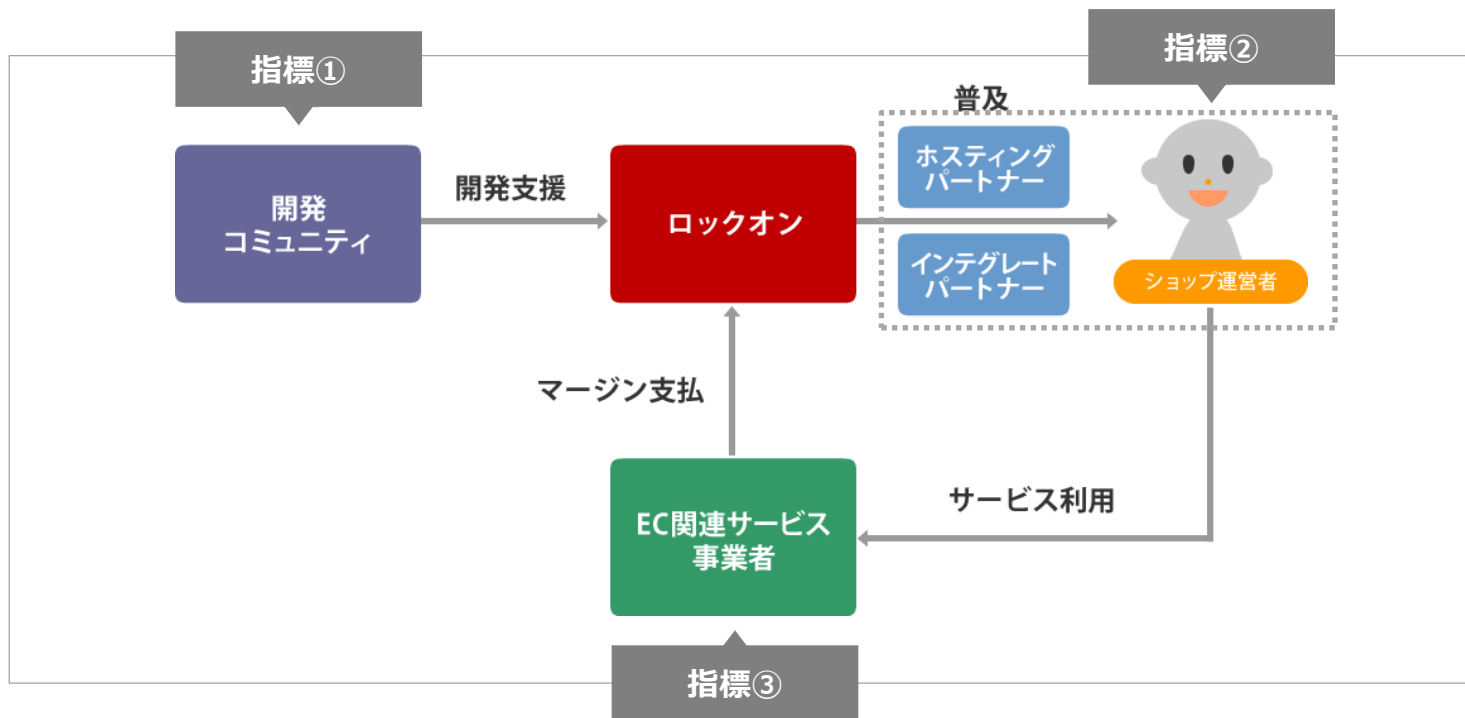 指標①
指標②
普及
ホスティング
パートナー
開発
コミュニティ
開発支援
ロックオン
インテグレート
パートナー
ショップ運営者
マージン支払
サービス利用
EC関連サービス
事業者
指標③